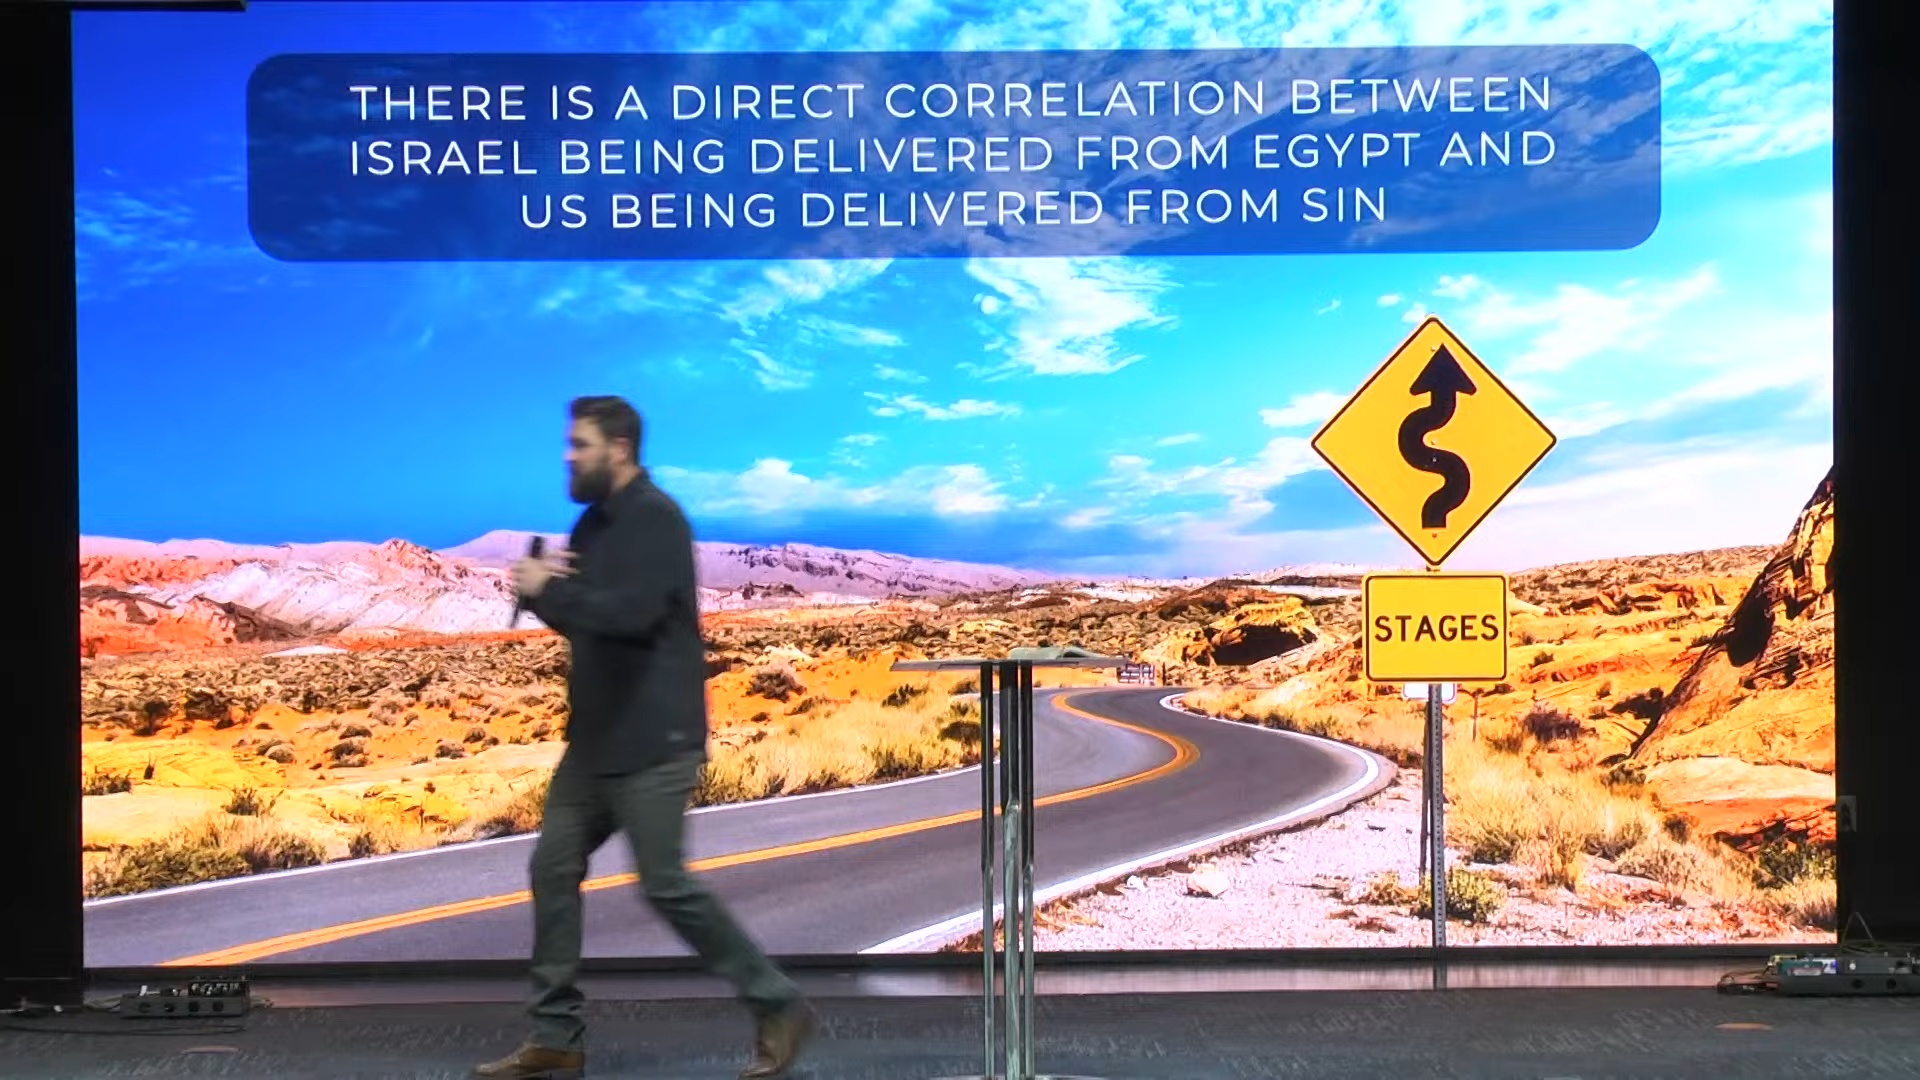 THERE IS A DIRECT CORRELATION BETWEEN
ISRAEL BEING DELIVERED FROM EGYPT AND
US BEING DELIVERED FROM SIN
STAGES